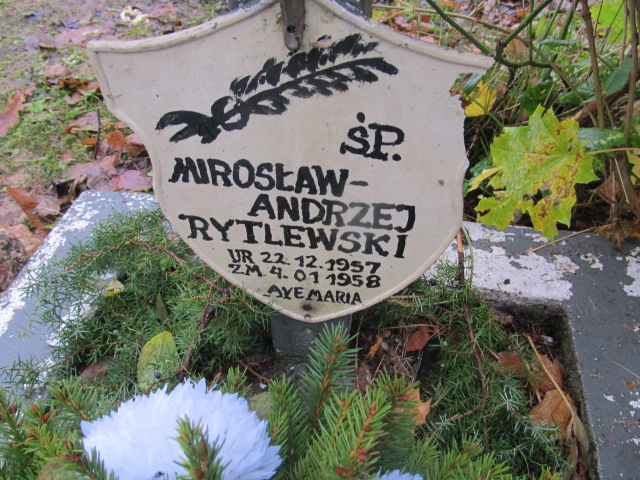 ŚP.
MIROSŁAW-
ANDRZEJ
RYTLEWSKI
UR 22.12.1957
ZM 4.01 1958
AVE MARIA